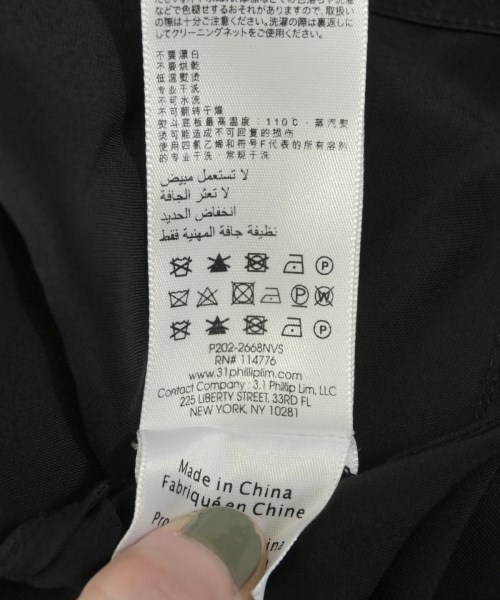 などで色褪せするおそれがありますので、取扱い
の際は十分ご注意ください。洗濯の際は裏返しに
してクリーニングネットをご使用ください。
不要漂白
不要烘乾
低温熨烫
专业干洗
不可水洗
不可翻转干燥
熨斗底板最高温度：110℃，蒸汽熨
烫可能造成不可回复的损伤
使用四氯乙烯和符号F代表的所有溶剂
的专业干洗，常规干洗
لا تستعمل مبيض
لا تعثر الجافة
انخفاض الحديد
نظيفة جافة المهنية فقط
P202-2668NVS
RN# 114776
www.31philliplim.com
Contact Company : 3.1 Phillip Lim, LLC
225 LIBERTY STREET, 33RD FL
NEW YORK, NY 10281
Made in China
Fabriqué en Chine